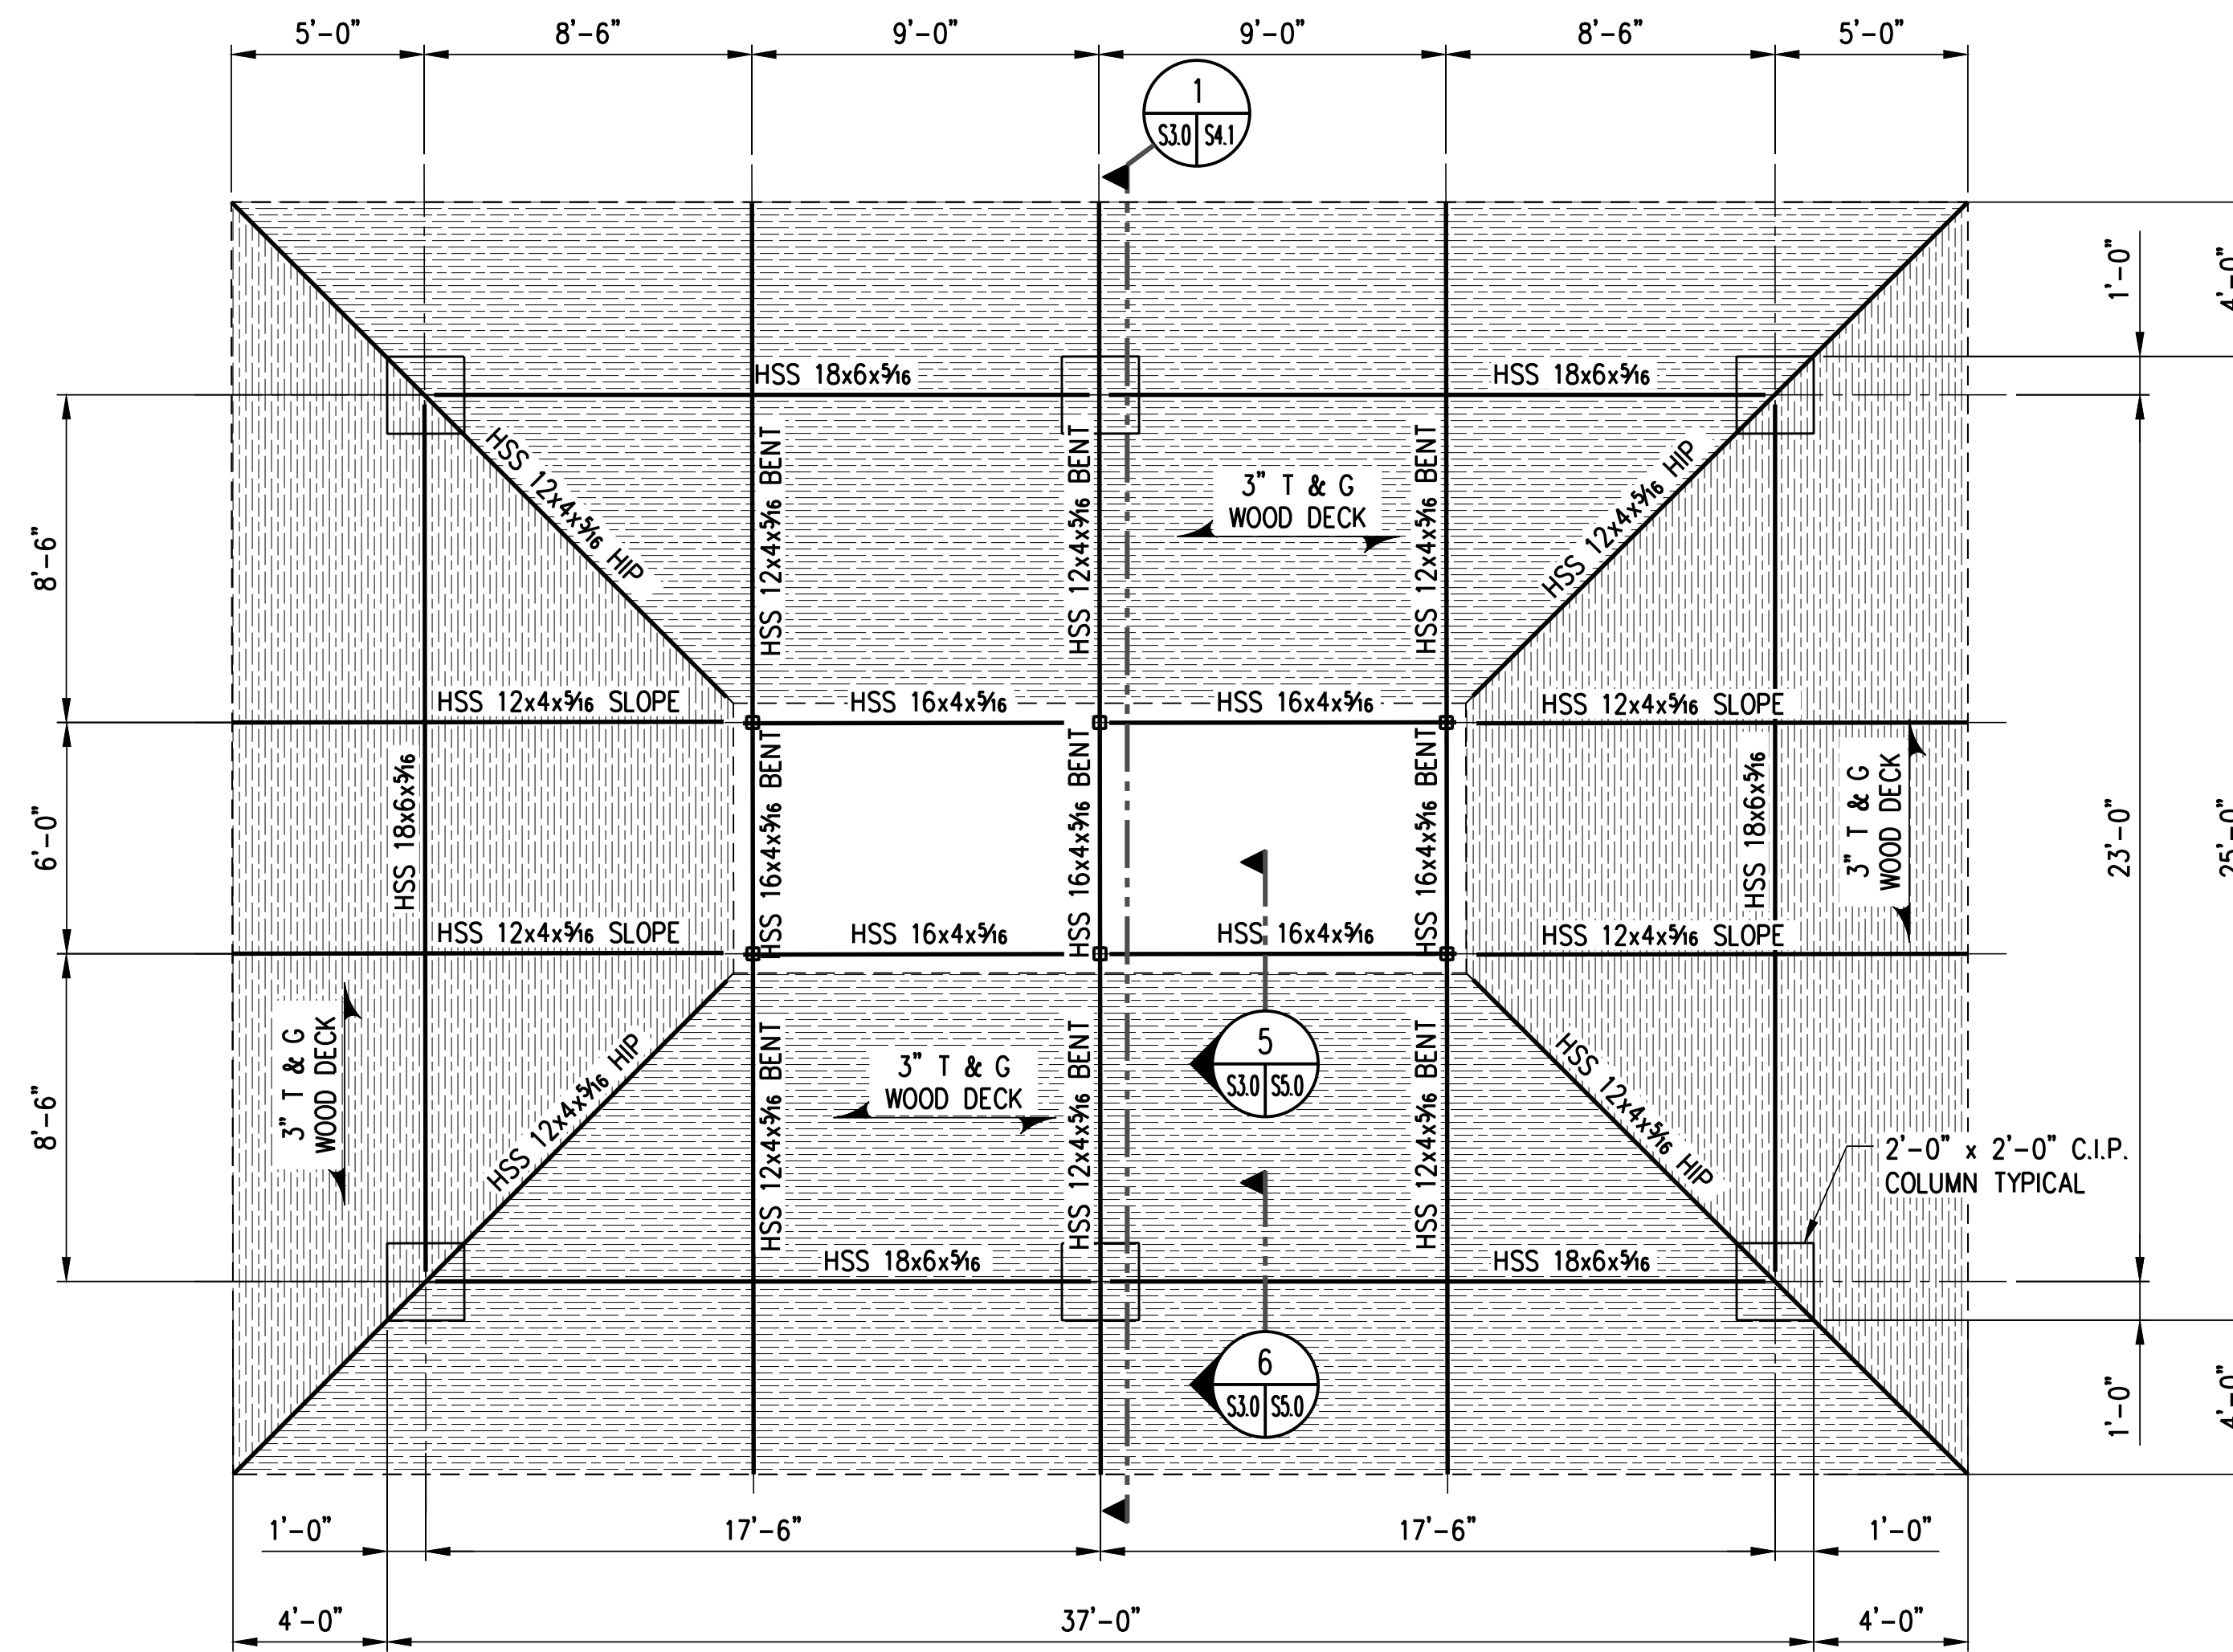 5'-0"
8'-6"
9'-0"
9'-0"
8'-6"
5'-0"
1
S3.0 S4.1
1'-0"
4'-0"
HSS 18x6x5/16
HSS 18x6x5/16
HSS 12x4x5/16 HIP
HSS 12x4x5/16 BENT
HSS 12x4x5/16 BENT
3" T & G
WOOD DECK
HSS 12x4x5/16 BENT
HSS 12x4x5/16 HIP
8'-6"
HSS 12x4x5/16 SLOPE
HSS 16x4x5/16
HSS 16x4x5/16
HSS 12x4x5/16 SLOPE
6'-0"
HSS 18x6x5/16
HSS 16x4x5/16 BENT
HSS 16x4x5/16 BENT
HSS 16x4x5/16 BENT
HSS 18x6x5/16
3" T & G
WOOD DECK
23'-0"
25'-0"
HSS 12x4x5/16 SLOPE
HSS 16x4x5/16
HSS 16x4x5/16
HSS 12x4x5/16 SLOPE
8'-6"
3" T & G
WOOD DECK
HSS 12x4x5/16 HIP
HSS 12x4x5/16 BENT
3" T & G
WOOD DECK
HSS 12x4x5/16 BENT
5
S3.0 S5.0
HSS 12x4x5/16 BENT
HSS 12x4x5/16 HIP
2'-0" x 2'-0" C.I.P.
COLUMN TYPICAL
HSS 18x6x5/16
HSS 18x6x5/16
6
S3.0 S5.0
1'-0"
4'-0"
1'-0"
17'-6"
17'-6"
1'-0"
4'-0"
37'-0"
4'-0"